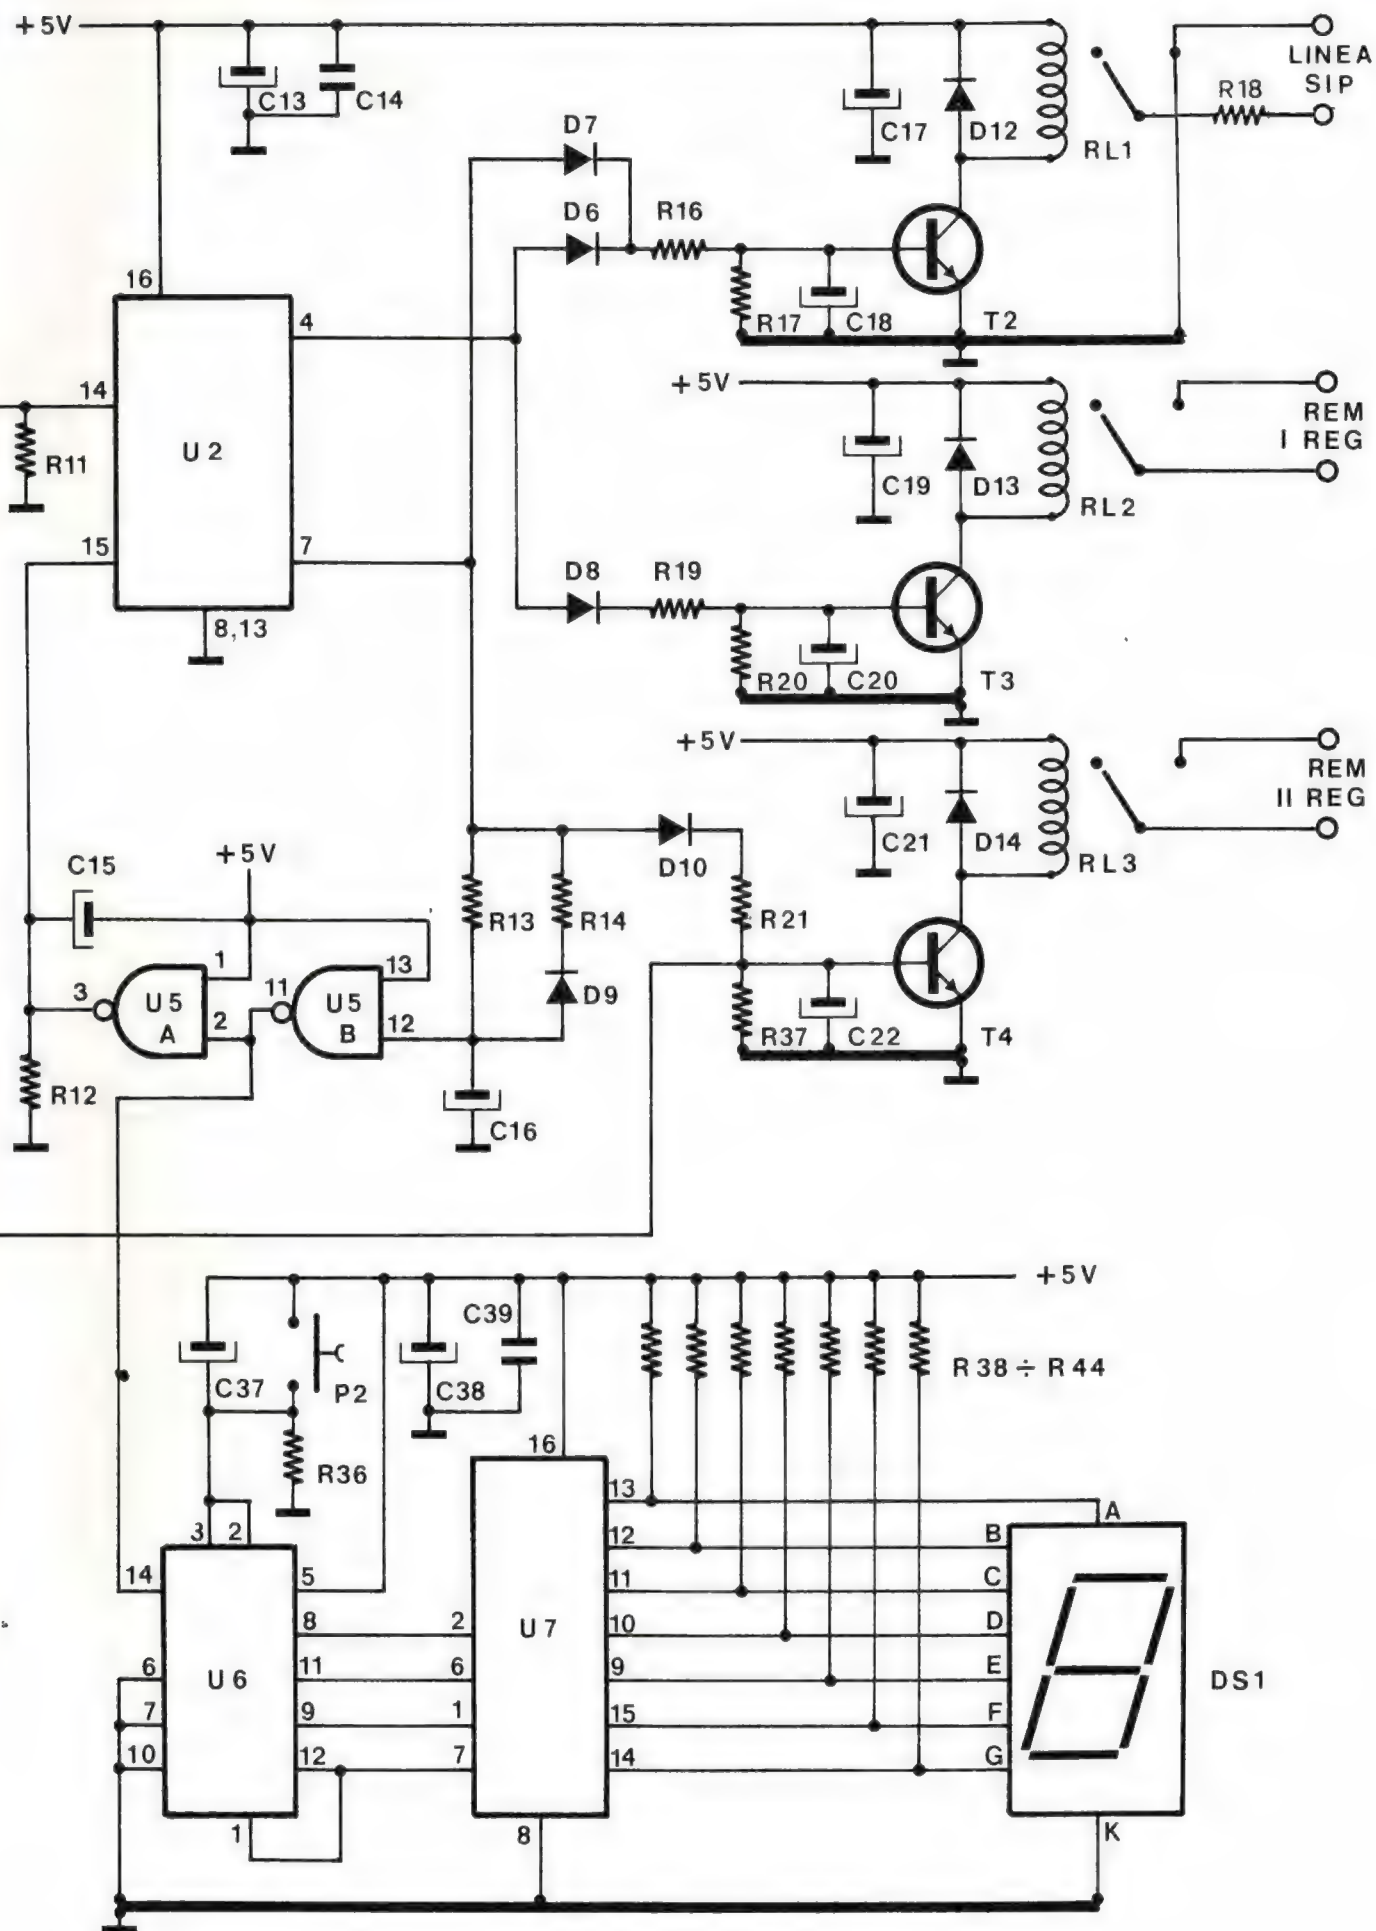 +5V
C13
C14
C17
D12
RL1
R18
LINEA
SIP
D7
D6
R16
R17
C18
T2
16
4
14
R11
U2
15
7
8,13
+5V
C19
D13
RL2
REM
I REG
D8
R19
R20
C20
T3
+5V
C21
D14
RL3
REM
II REG
C15
+5V
R13
R14
D10
R21
1
13
3
U5
A
11
U5
B
2
12
D9
R37
C22
T4
R12
C16
+5V
C37
P2
C38
C39
R38 ÷ R44
R36
16
3
2
13
A
14
5
12
B
11
C
8
2
U7
10
D
6
U6
11
6
9
E
DS1
7
9
1
15
F
10
12
7
14
G
1
8
K